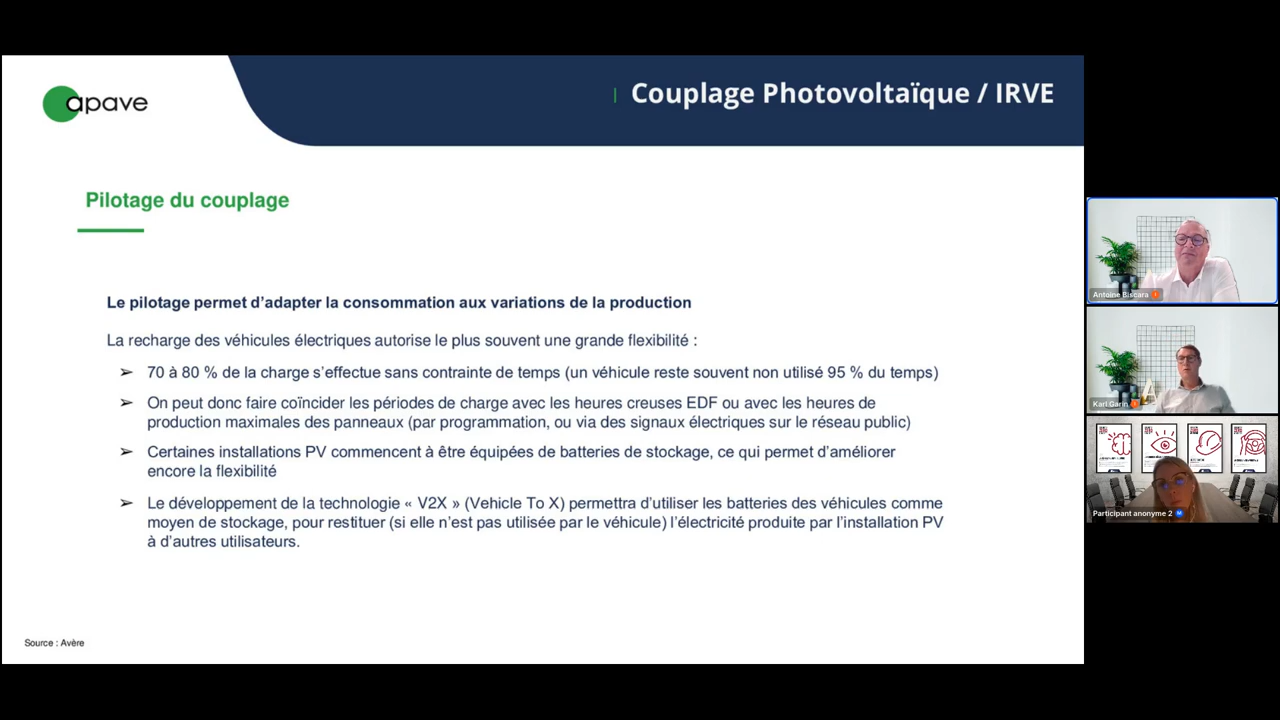 apave
Couplage Photovoltaïque / IRVE
Pilotage du couplage
Le pilotage permet d’adapter la consommation aux variations de la production
La recharge des véhicules électriques autorise le plus souvent une grande flexibilité :
➢ 70 à 80 % de la charge s’effectue sans contrainte de temps (un véhicule reste souvent non utilisé 95 % du temps)
➢ On peut donc faire coïncider les périodes de charge avec les heures creuses EDF ou avec les heures de
production maximales des panneaux (par programmation, ou via des signaux électriques sur le réseau public)
➢ Certaines installations PV commencent à être équipées de batteries de stockage, ce qui permet d’améliorer
encore la flexibilité
➢ Le développement de la technologie « V2X » (Vehicle To X) permettra d’utiliser les batteries des véhicules comme
moyen de stockage, pour restituer (si elle n’est pas utilisée par le véhicule) l’électricité produite par l’installation PV
à d’autres utilisateurs.
Source : Avère
Antoine Biscara
Karl Garin
Participant anonyme 2